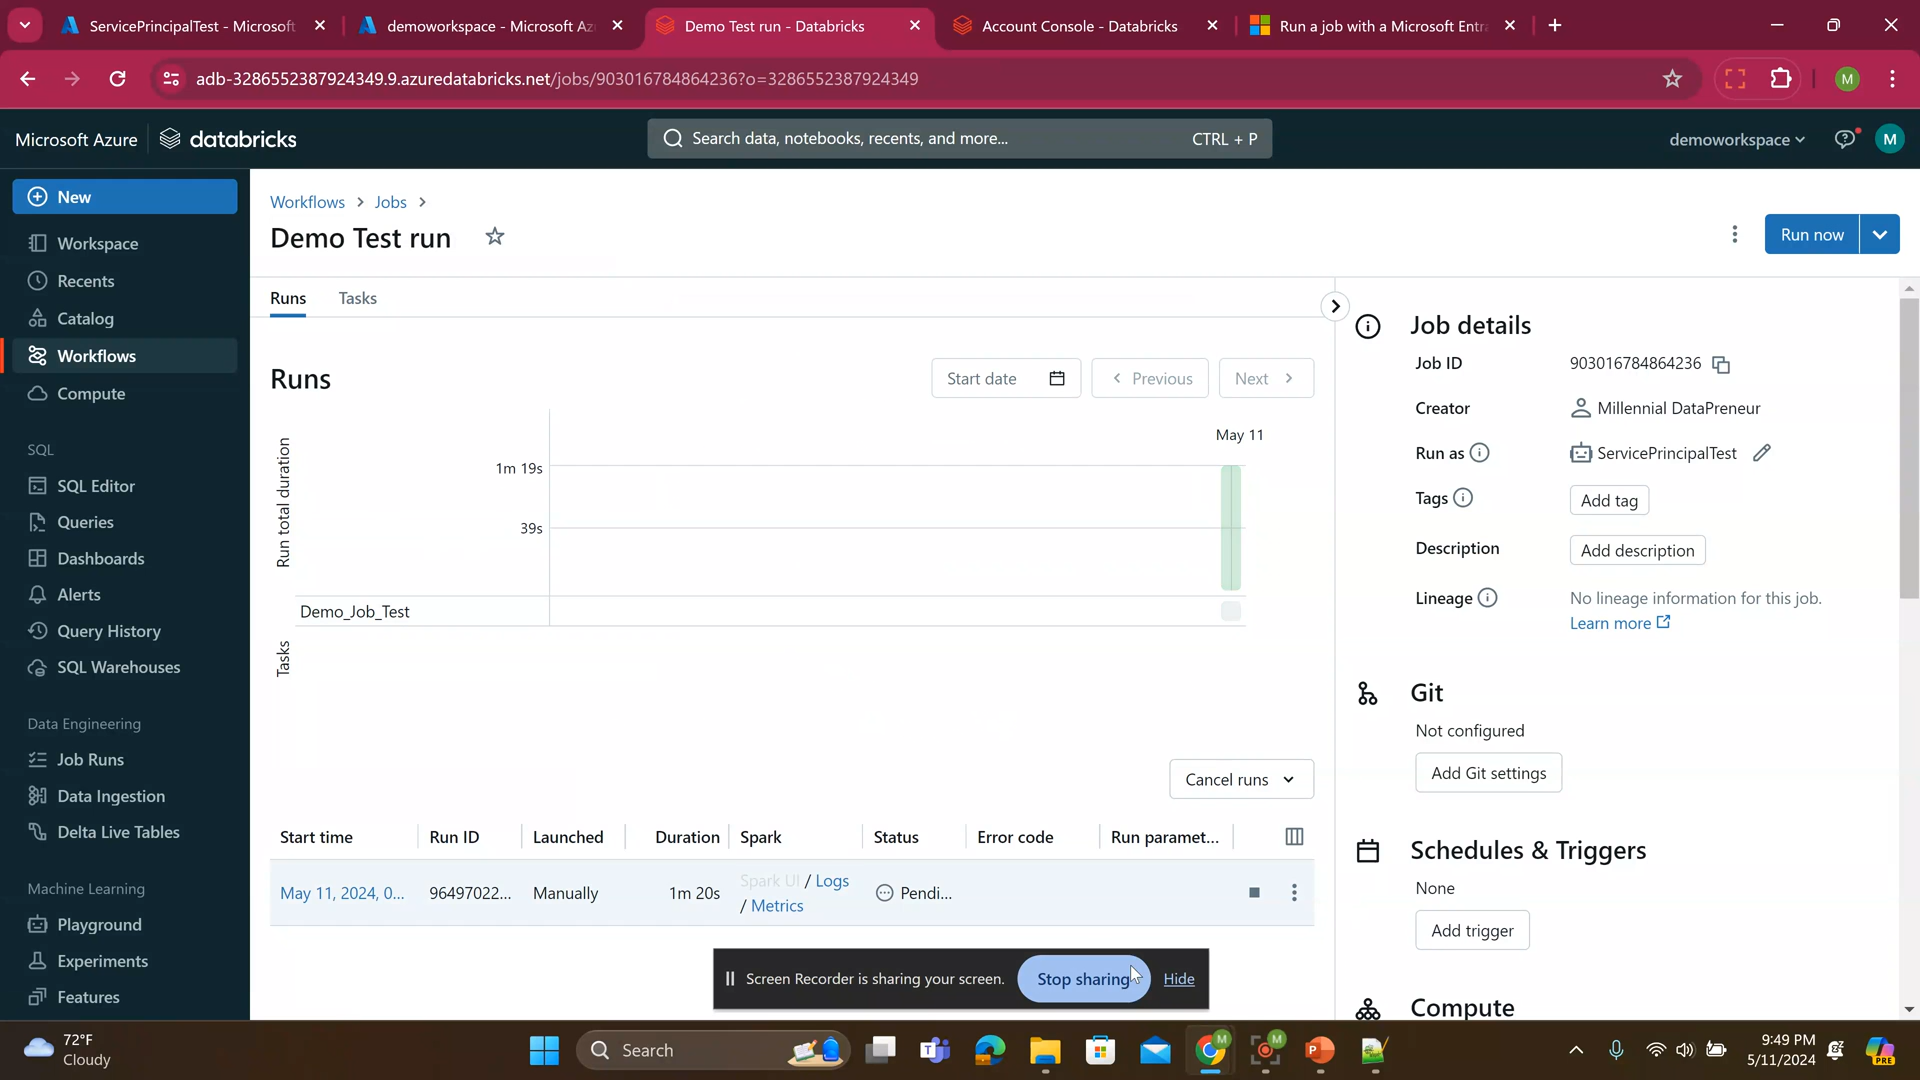 ServicePrincipalTest - Microsoft
demoworkspace - Microsoft Az
Demo Test run - Databricks
Account Console - Databricks
Run a job with a Microsoft Entra
adb-3286552387924349.9.azuredatabricks.net/jobs/903016784864236?o=3286552387924349
M
Microsoft Azure
databricks
Search data, notebooks, recents, and more...
CTRL + P
demoworkspace
M
New
Workspace
Recents
Catalog
Workflows
Compute
SQL
SQL Editor
Queries
Dashboards
Alerts
Query History
SQL Warehouses
Data Engineering
Job Runs
Data Ingestion
Delta Live Tables
Machine Learning
Playground
Experiments
Features
Workflows > Jobs >
Demo Test run
Run now
Runs
Tasks
Runs
Start date
Previous
Next
May 11
Run total duration
1m 19s
39s
Demo_Job_Test
Tasks
Cancel runs
Start time Run ID Launched Duration Spark Status Error code Run paramet...
May 11, 2024, 0... 96497022... Manually 1m 20s Spark UI / Logs Pendi...
/ Metrics
Job details
Job ID 903016784864236
Creator Millennial DataPreneur
Run as ServicePrincipalTest
Tags Add tag
Description Add description
Lineage No lineage information for this job.
Learn more
Git
Not configured
Add Git settings
Schedules & Triggers
None
Add trigger
Compute
Screen Recorder is sharing your screen.
Stop sharing
Hide
72°F
Cloudy
Search
M
M
9:49 PM
5/11/2024
PRE